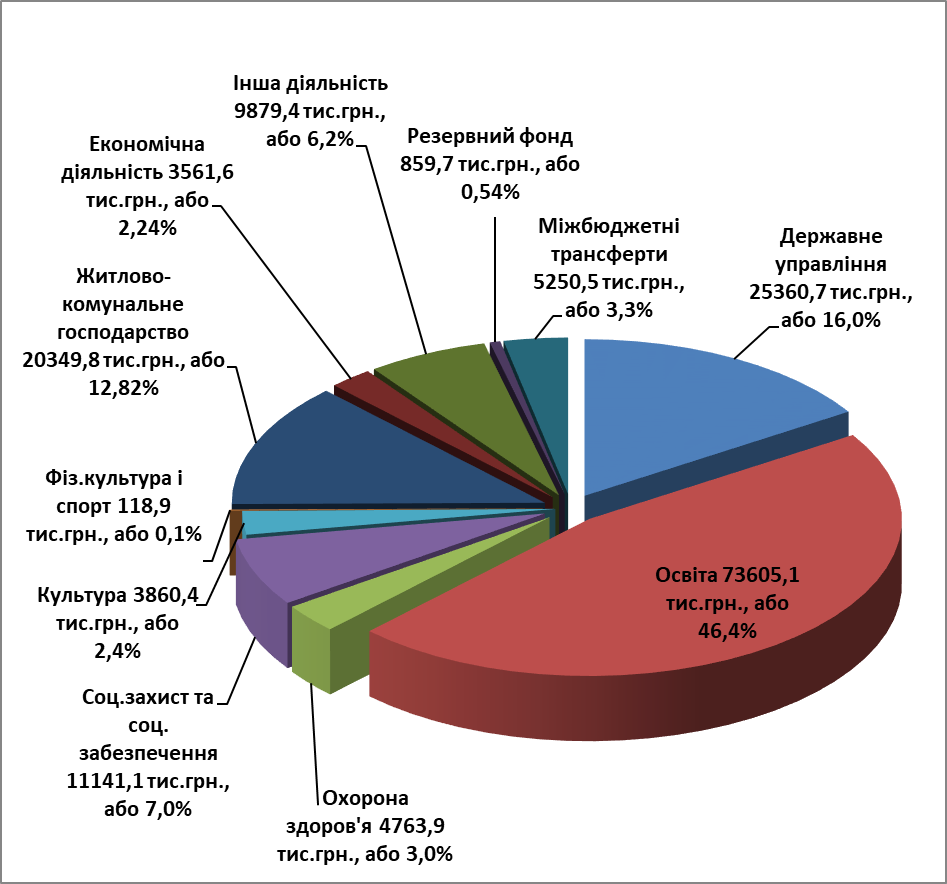 Інша діяльність
9879,4 тис.грн.,
або 6,2%
Резервний фонд
859,7 тис.грн., або
0,54%
Економічна
діяльність 3561,6
тис.грн., або
2,24%
Міжбюджетні
трансферти
5250,5 тис.грн.,
або 3,3%
Державне
управління
25360,7 тис.грн.,
або 16,0%
Житлово-
комунальне
господарство
20349,8 тис.грн., або
12,82%
Фіз.культура і
спорт 118,9
тис.грн., або 0,1%
Освіта 73605,1
тис.грн., або
46,4%
Культура 3860,4
тис.грн., або
2,4%
Соц.захист та
соц.
забезпечення
11141,1 тис.грн.,
або 7,0%
Охорона
здоров'я 4763,9
тис.грн., або 3,0%